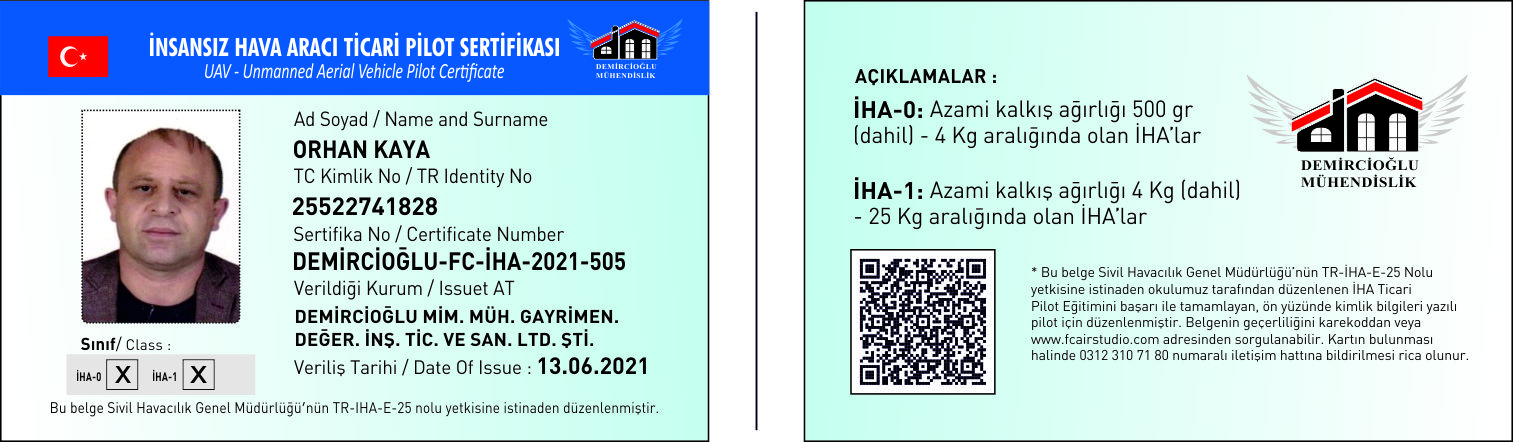 İNSANSIZ HAVA ARACI TİCARİ PİLOT SERTİFİKASI
UAV - Unmanned Aerial Vehicle Pilot Certificate
DEMİRCİOĞLU
MÜHENDİSLİK
Ad Soyad / Name and Surname
ORHAN KAYA
TC Kimlik No / TR Identity No
25522741828
Sertifika No / Certificate Number
DEMİRCİOĞLU-FC-İHA-2021-505
Verildiği Kurum / Issuet AT
DEMİRCİOĞLU MİM. MÜH. GAYRİMEN.
DEĞER. İNŞ. TİC. VE SAN. LTD. ŞTİ.
Veriliş Tarihi / Date Of Issue : 13.06.2021
Sınıf/ Class :
İHA-0 X İHA-1 X
Bu belge Sivil Havacılık Genel Müdürlüğü'nün TR-IHA-E-25 nolu yetkisine istinaden düzenlenmiştir.
AÇIKLAMALAR :
İHA-0: Azami kalkış ağırlığı 500 gr
(dahil) - 4 Kg aralığında olan İHA'lar
İHA-1: Azami kalkış ağırlığı 4 Kg (dahil)
- 25 Kg aralığında olan İHA'lar
DEMİRCİOĞLU
MÜHENDİSLİK
* Bu belge Sivil Havacılık Genel Müdürlüğü'nün TR-İHA-E-25 Nolu
yetkisine istinaden okulumuz tarafından düzenlenen İHA Ticari
Pilot Eğitimini başarı ile tamamlayan, ön yüzünde kimlik bilgileri yazılı
pilot için düzenlenmiştir. Belgenin geçerliliğini karekoddan veya
www.fcairstudio.com adresinden sorgulanabilir. Kartın bulunması
halinde 0312 310 71 80 numaralı iletişim hattına bildirilmesi rica olunur.